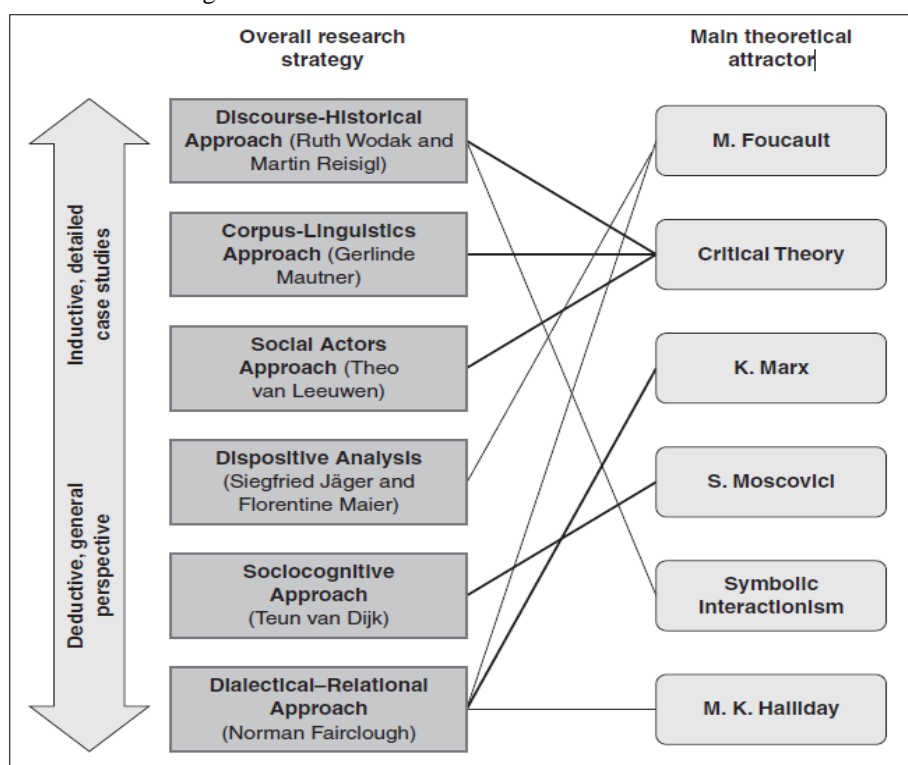 Overall research
strategy
Main theoretical
attractor
Inductive, detailed
case studies
Deductive, general
perspective
Discourse-Historical
Approach (Ruth Wodak and
Martin Reisigl)
Corpus-Linguistics
Approach (Gerlinde
Mautner)
Social Actors
Approach (Theo
van Leeuwen)
Dispositive Analysis
(Siegfried Jäger and
Florentine Maier)
Sociocognitive
Approach
(Teun van Dijk)
Dialectical–Relational
Approach
(Norman Fairclough)
M. Foucault
Critical Theory
K. Marx
S. Moscovici
Symbolic
Interactionism
M. K. Halliday